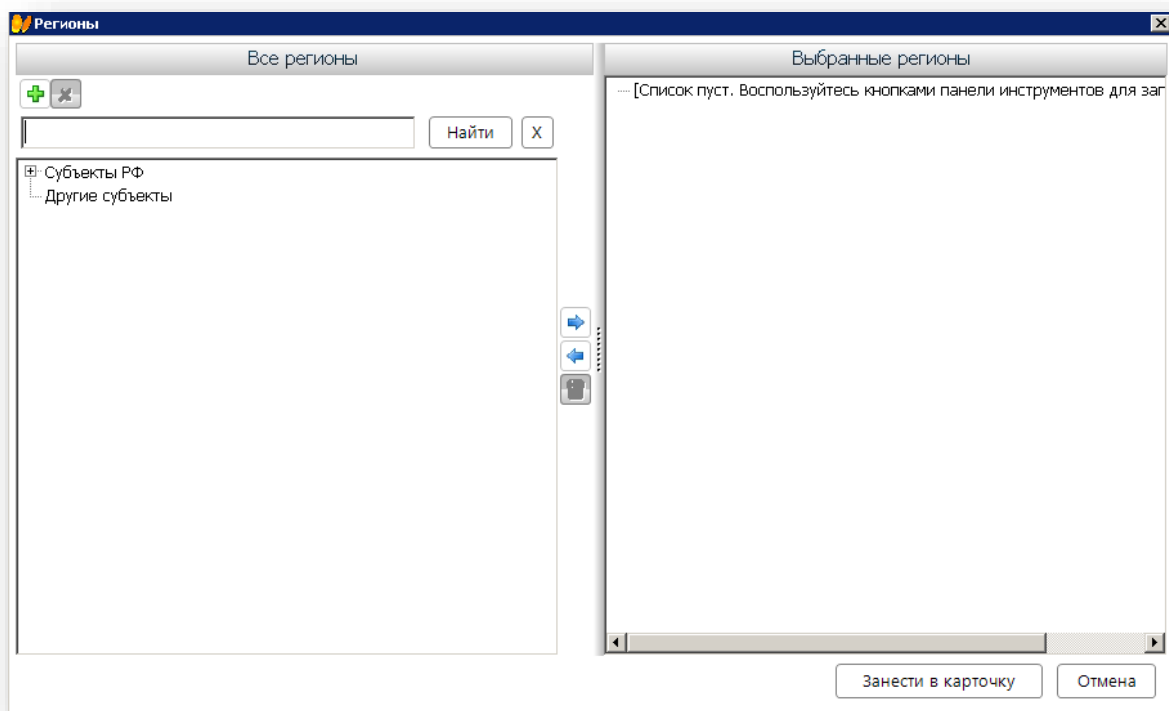 Регионы
Все регионы
Выбранные регионы
[Список пуст. Воспользуйтесь кнопками панели инструментов для заг
Найти
X
Субъекты РФ
Другие субъекты
Занести в карточку
Отмена